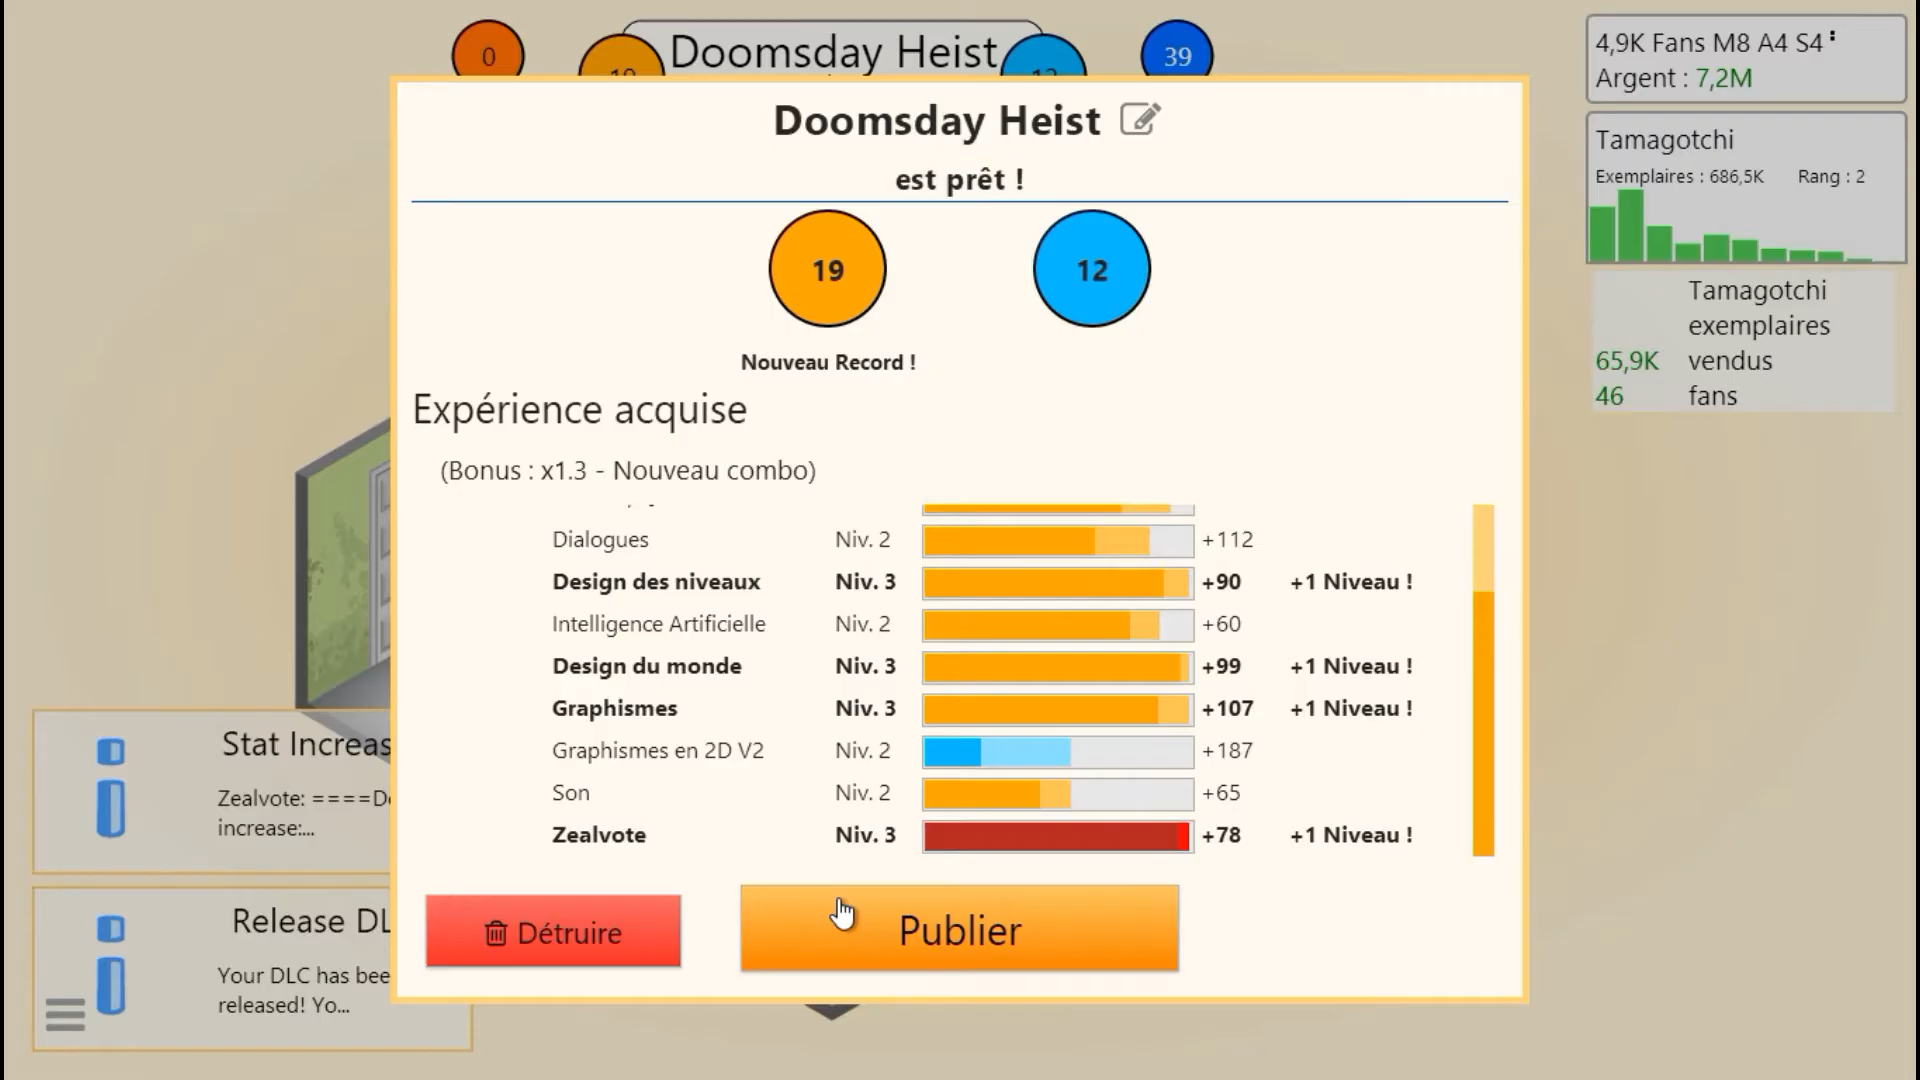 0
Doomsday Heist
39
4,9K Fans M8 A4 S4
Argent : 7,2M
Doomsday Heist
est prêt !
19
12
Nouveau Record !
Expérience acquise
(Bonus : x1.3 - Nouveau combo)
Dialogues Niv. 2 +112
Design des niveaux Niv. 3 +90 +1 Niveau !
Intelligence Artificielle Niv. 2 +60
Design du monde Niv. 3 +99 +1 Niveau !
Graphismes Niv. 3 +107 +1 Niveau !
Graphismes en 2D V2 Niv. 2 +187
Son Niv. 2 +65
Zealvote Niv. 3 +78 +1 Niveau !
Détruire
Publier
Tamagotchi
Exemplaires : 686,5K Rang : 2
Tamagotchi
exemplaires
65,9K vendus
46 fans
Stat Increas
Zealvote: ====D
increase:...
Release DL
Your DLC has bee
released! Yo...